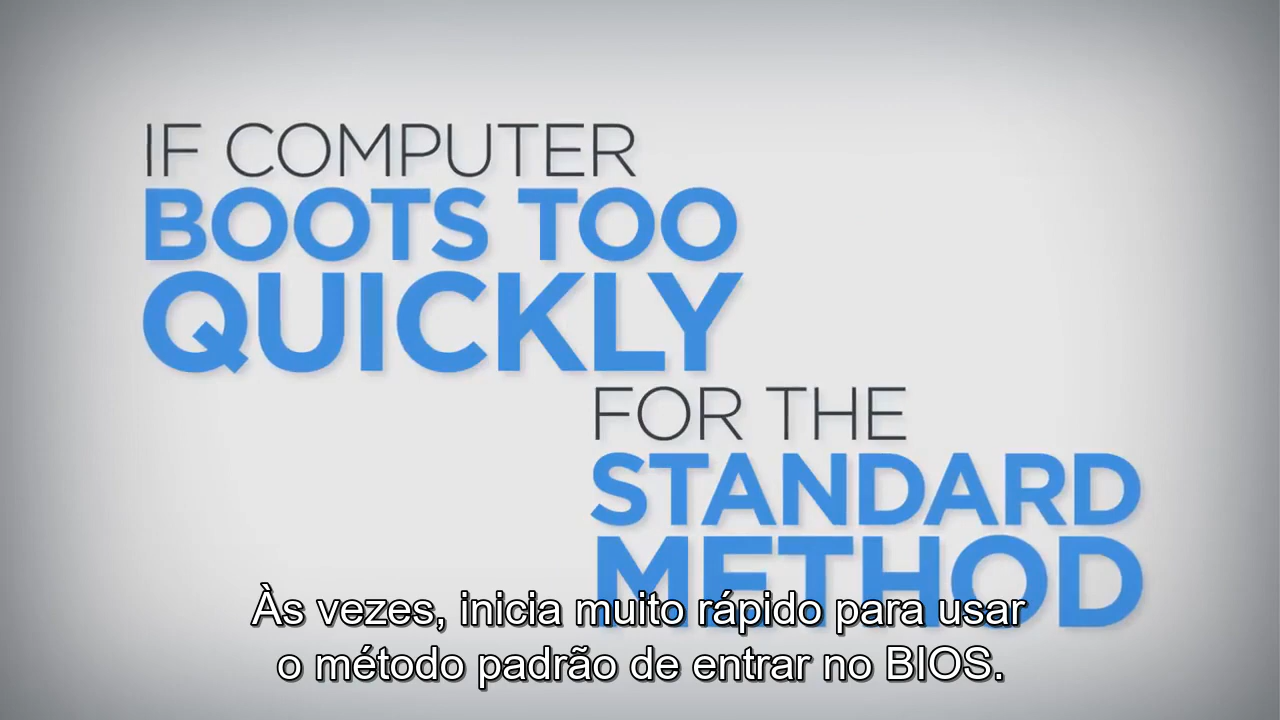 IF COMPUTER
BOOTS TOO
QUICKLY
FOR THE
STANDARD
METHOD
Às vezes, inicia muito rápido para usar
o método padrão de entrar no BIOS.